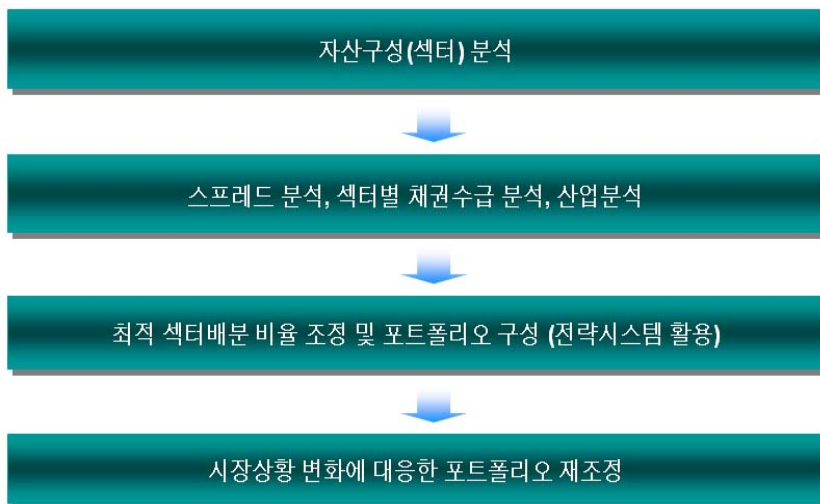 자산구성(섹터) 분석
스프레드 분석, 섹터별 채권수급 분석, 산업분석
최적 섹터배분 비율 조정 및 포트폴리오 구성 (전략시스템 활용)
시장상황 변화에 대응한 포트폴리오 재조정